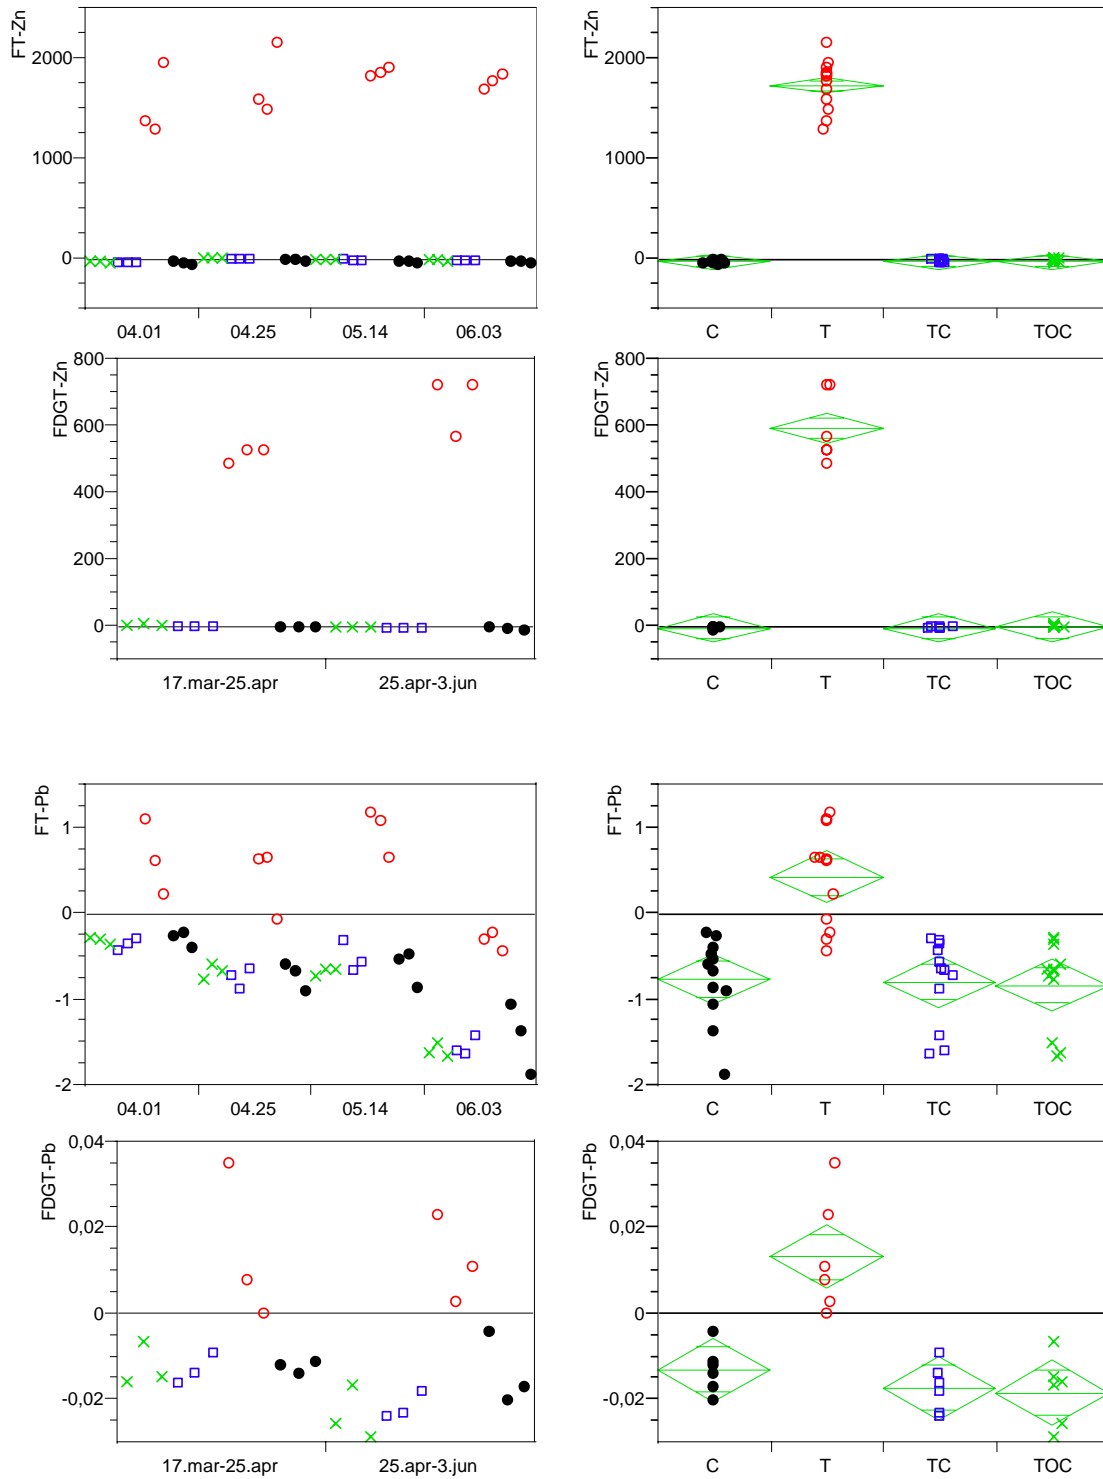 FT-Zn
2000
1000
0
04.01 04.25 05.14 06.03
FT-Zn
2000
1000
0
C T TC TOC
FDGT-Zn
800
600
400
200
0
17.mar-25.apr 25.apr-3.jun
FDGT-Zn
800
600
400
200
0
C T TC TOC
FT-Pb
1
0
-1
-2
04.01 04.25 05.14 06.03
FT-Pb
1
0
-1
-2
C T TC TOC
FDGT-Pb
0,04
0,02
0
-0,02
17.mar-25.apr 25.apr-3.jun
FDGT-Pb
0,04
0,02
0
-0,02
C T TC TOC